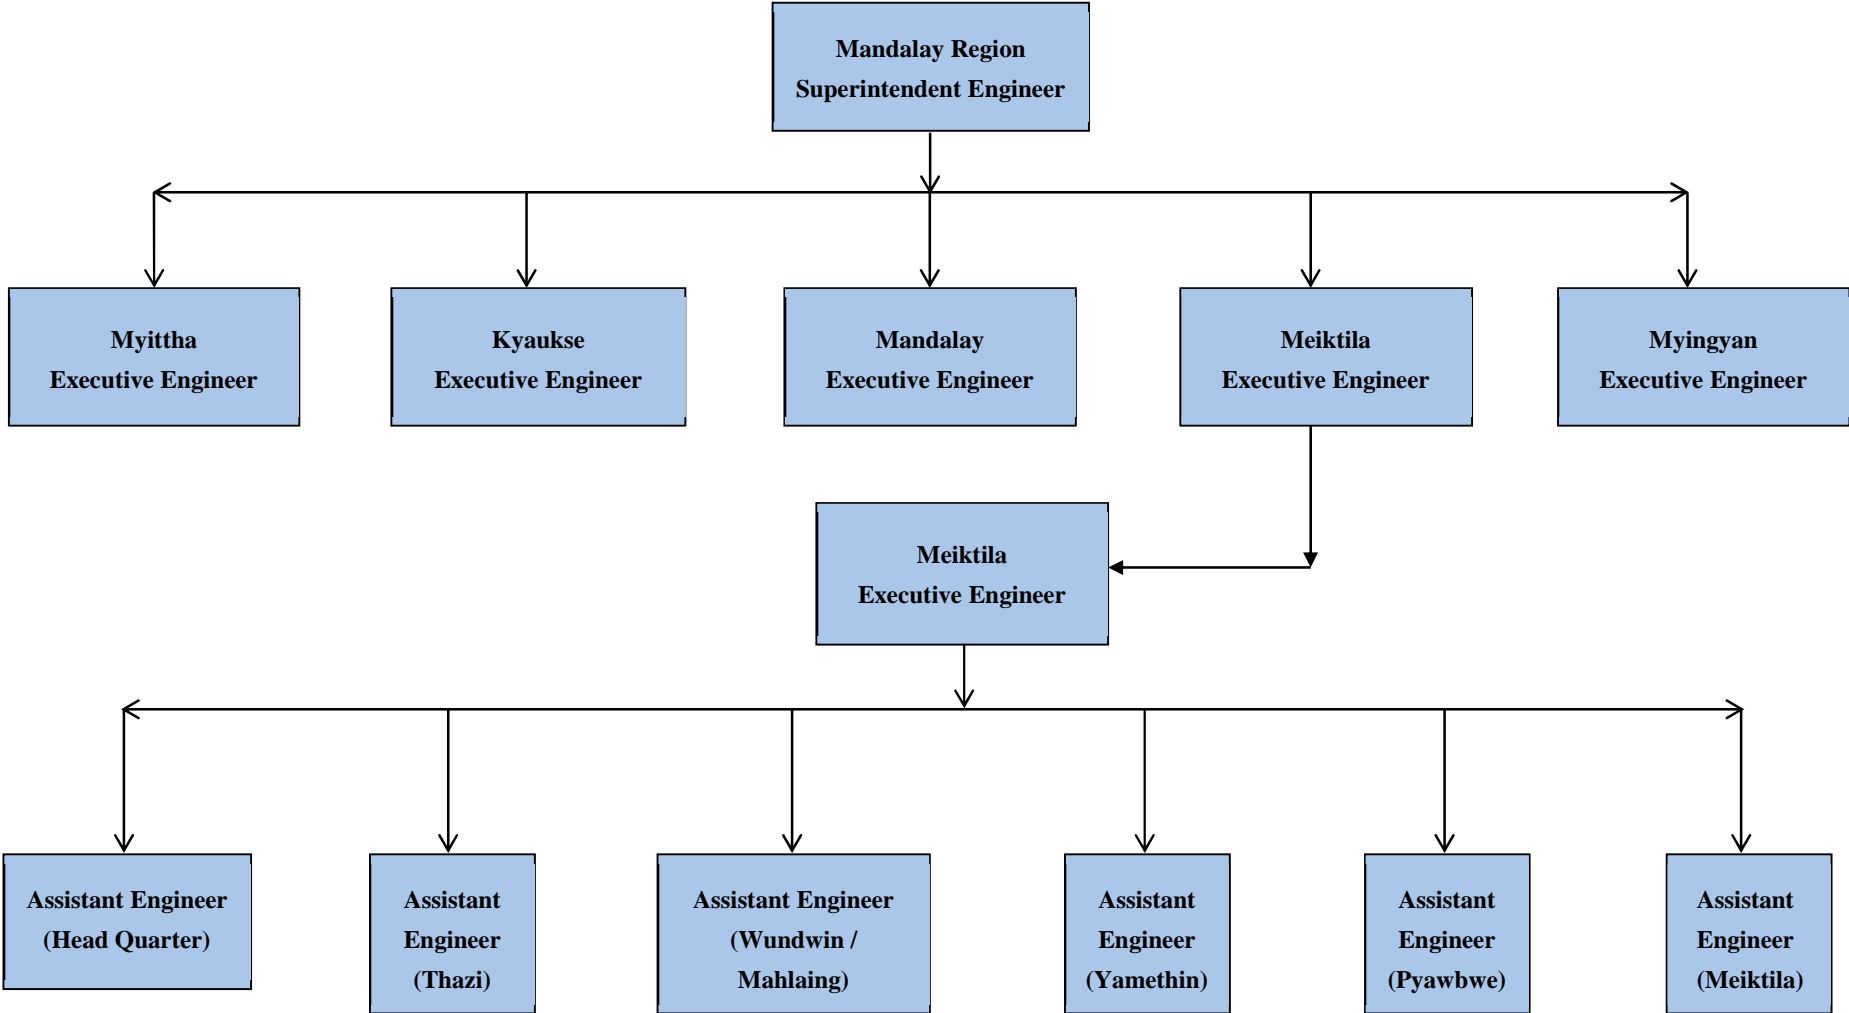 Mandalay Region
Superintendent Engineer
Myittha
Executive Engineer
Kyaukse
Executive Engineer
Mandalay
Executive Engineer
Meiktila
Executive Engineer
Myingyan
Executive Engineer
Meiktila
Executive Engineer
Assistant Engineer
(Head Quarter)
Assistant
Engineer
(Thazi)
Assistant Engineer
(Wundwin /
Mahlaing)
Assistant
Engineer
(Yamethin)
Assistant
Engineer
(Pyawbwe)
Assistant
Engineer
(Meiktila)